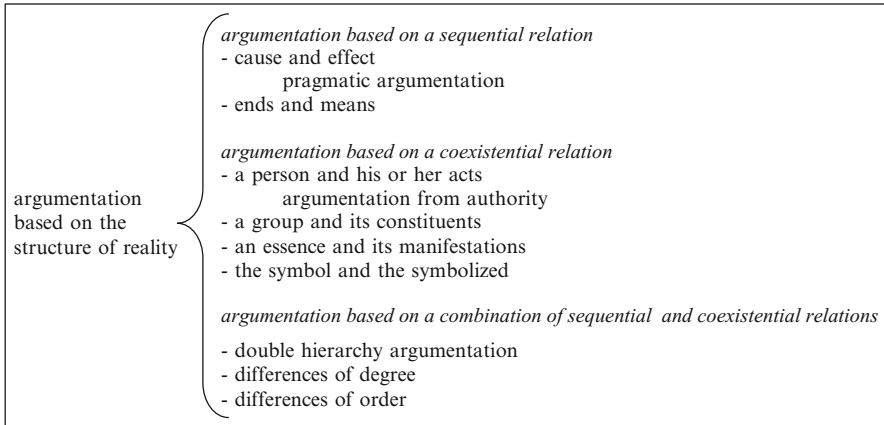 argumentation based on a sequential relation
- cause and effect
pragmatic argumentation
- ends and means
argumentation based on a coexistential relation
- a person and his or her acts
argumentation from authority
- a group and its constituents
- an essence and its manifestations
- the symbol and the symbolized
argumentation
based on the
structure of reality
argumentation based on a combination of sequential and coexistential relations
- double hierarchy argumentation
- differences of degree
- differences of order